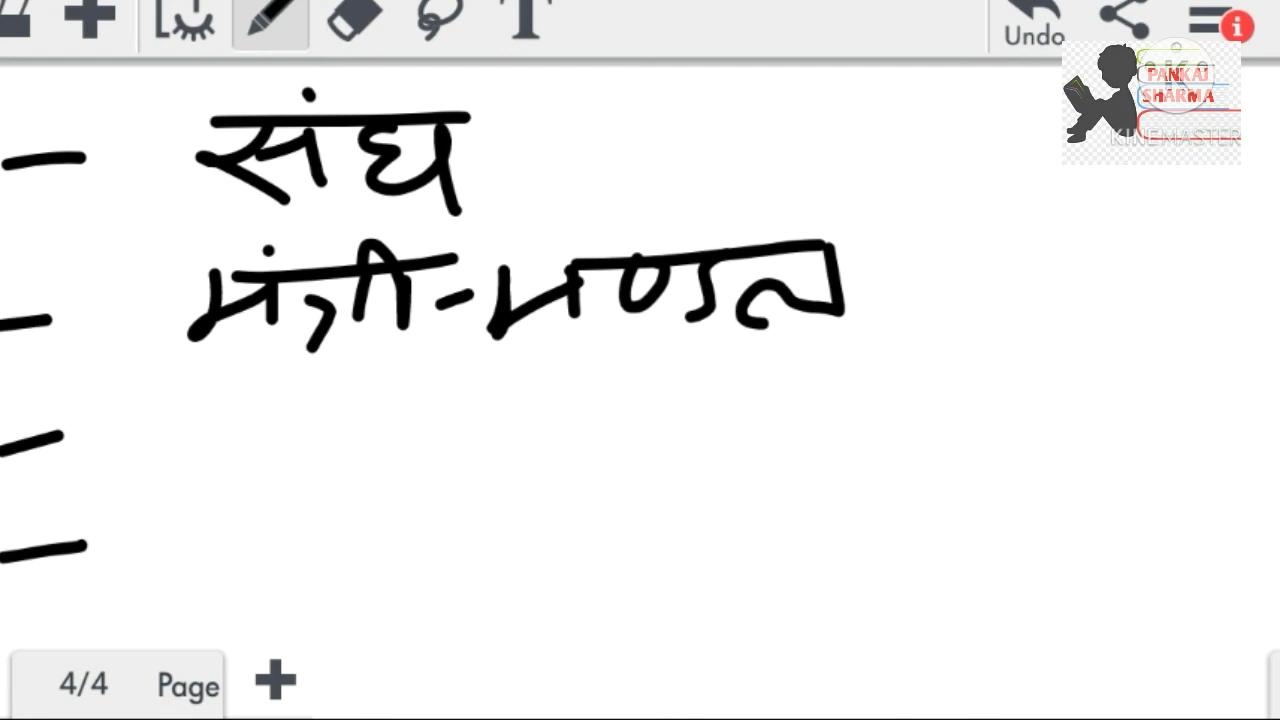 Undo
PANKAJ
SHARMA
KINEMASTER
- संघ
- मंत्री-मण्डल
-
-
4/4 Page